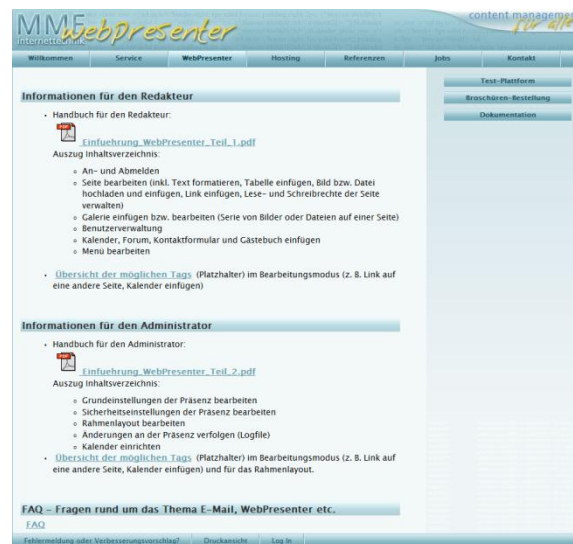 MMF
webPresenter
internettechnik
content.manageme
für alle
Willkommen Service WebPresenter Hosting Referenzen Jobs Kontakt
Test-Plattform
Broschüren-Bestellung
Dokumentation
Informationen für den Redakteur
Handbuch für den Redakteur:
Einfuehrung_WebPresenter_Teil_1.pdf
Auszug Inhaltsverzeichnis:
An- und Abmelden
Seite bearbeiten (inkl. Text formatieren, Tabelle einfügen, Bild bzw. Datei
hochladen und einfügen, Link einfügen, Lese- und Schreibrechte der Seite
verwalten)
Galerie einfügen bzw. bearbeiten (Serie von Bilder oder Dateien auf einer Seite)
Benutzerverwaltung
Kalender, Forum, Kontaktformular und Gästebuch einfügen
Menü bearbeiten
Übersicht der möglichen Tags (Platzhalter) im Bearbeitungsmodus (z. B. Link auf
eine andere Seite, Kalender einfügen)
Informationen für den Administrator
Handbuch für den Administrator:
Einfuehrung_WebPresenter_Teil_2.pdf
Auszug Inhaltsverzeichnis:
Grundeinstellungen der Präsenz bearbeiten
Sicherheitseinstellungen der Präsenz bearbeiten
Rahmenlayout bearbeiten
Änderungen an der Präsenz verfolgen (Logfile)
Kalender einrichten
Übersicht der möglichen Tags (Platzhalter) im Bearbeitungsmodus (z. B. Link auf
eine andere Seite, Kalender einfügen) und für das Rahmenlayout.
FAQ - Fragen rund um das Thema E-Mail, WebPresenter etc.
FAQ
Fehlermeldung oder Verbesserungsvorschlag? Druckansicht Log In